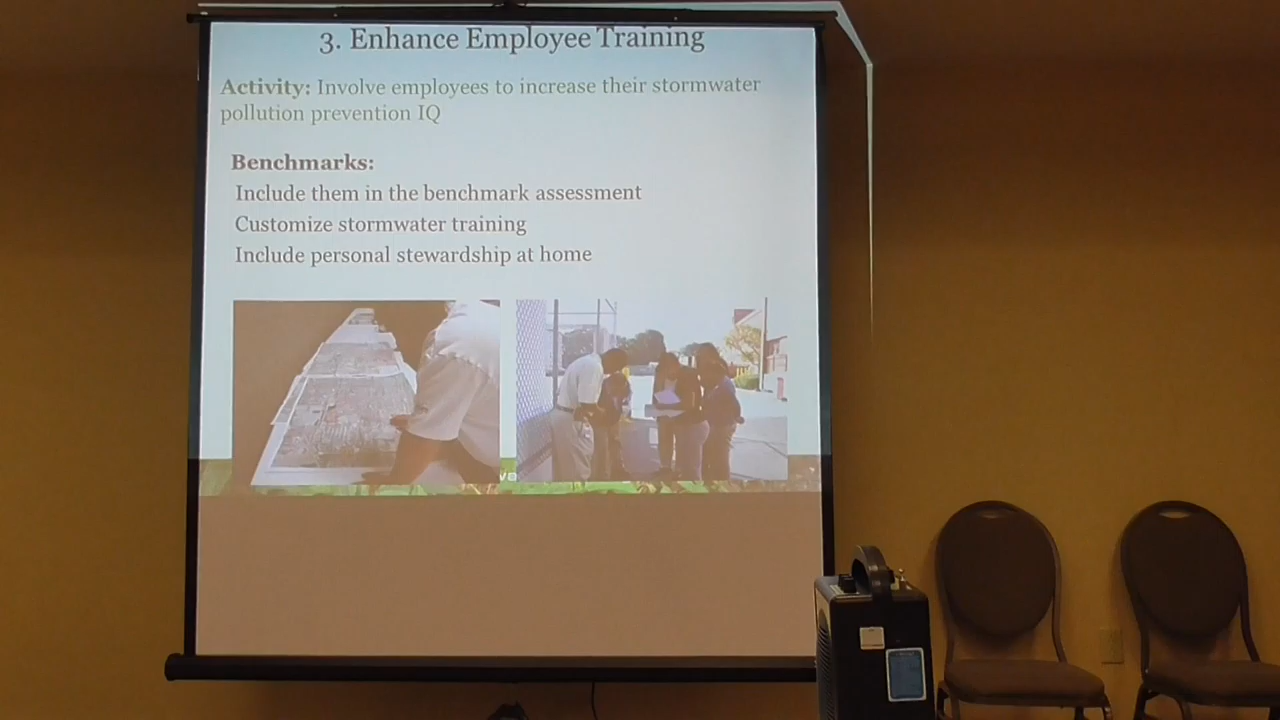 3. Enhance Employee Training
Activity: Involve employees to increase their stormwater
pollution prevention IQ
Benchmarks:
Include them in the benchmark assessment
Customize stormwater training
Include personal stewardship at home